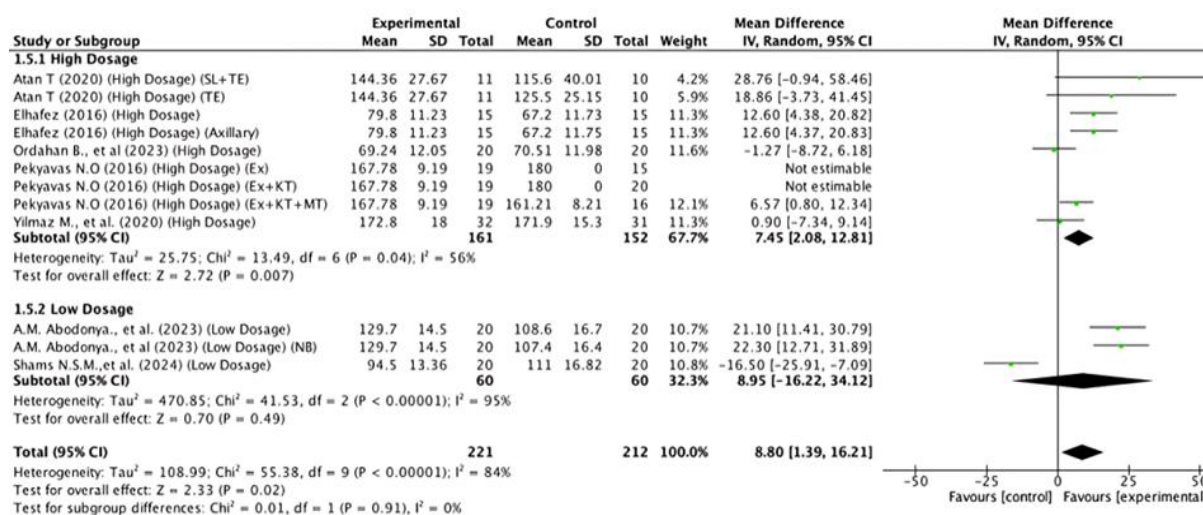 Experimental Control Mean Difference Mean Difference
Study or Subgroup Mean SD Total Mean SD Total Weight IV, Random, 95% CI IV, Random, 95% CI
1.5.1 High Dosage
Atan T (2020) (High Dosage) (SL+TE) 144.36 27.67 11 115.6 40.01 10 4.2% 28.76 [-0.94, 58.46]
Atan T (2020) (High Dosage) (TE) 144.36 27.67 11 125.5 25.15 10 5.9% 18.86 [-3.73, 41.45]
Elhafez (2016) (High Dosage) 79.8 11.23 15 67.2 11.73 15 11.3% 12.60 [4.38, 20.82]
Elhafez (2016) (High Dosage) (Axillary) 79.8 11.23 15 67.2 11.75 15 11.3% 12.60 [4.37, 20.83]
Ordahan B., et al (2023) (High Dosage) 69.24 12.05 20 70.51 11.98 20 11.6% -1.27 [-8.72, 6.18]
Pekyavas N.O (2016) (High Dosage) (Ex) 167.78 9.19 19 180 0 15 Not estimable
Pekyavas N.O (2016) (High Dosage) (Ex+KT) 167.78 9.19 19 180 0 20 Not estimable
Pekyavas N.O (2016) (High Dosage) (Ex+KT+MT) 167.78 9.19 19 161.21 8.21 16 12.1% 6.57 [0.80, 12.34]
Yilmaz M., et al. (2020) (High Dosage) 172.8 18 32 171.9 15.3 31 11.3% 0.90 [-7.34, 9.14]
Subtotal (95% CI) 161 152 67.7% 7.45 [2.08, 12.81]
Heterogeneity: Tau² = 25.75; Chi² = 13.49, df = 6 (P = 0.04); I² = 56%
Test for overall effect: Z = 2.72 (P = 0.007)
1.5.2 Low Dosage
A.M. Abodonya., et al. (2023) (Low Dosage) 129.7 14.5 20 108.6 16.7 20 10.7% 21.10 [11.41, 30.79]
A.M. Abodonya., et al (2023) (Low Dosage) (NB) 129.7 14.5 20 107.4 16.4 20 10.7% 22.30 [12.71, 31.89]
Shams N.S.M.,et al. (2024) (Low Dosage) 94.5 13.36 20 111 16.82 20 10.8% -16.50 [-25.91, -7.09]
Subtotal (95% CI) 60 60 32.3% 8.95 [-16.22, 34.12]
Heterogeneity: Tau² = 470.85; Chi² = 41.53, df = 2 (P < 0.00001); I² = 95%
Test for overall effect: Z = 0.70 (P = 0.49)
Total (95% CI) 221 212 100.0% 8.80 [1.39, 16.21]
Heterogeneity: Tau² = 108.99; Chi² = 55.38, df = 9 (P < 0.00001); I² = 84%
Test for overall effect: Z = 2.33 (P = 0.02)
Test for subgroup differences: Chi² = 0.01, df = 1 (P = 0.91), I² = 0%
-50 -25 0 25 50
Favours [control] Favours [experimental